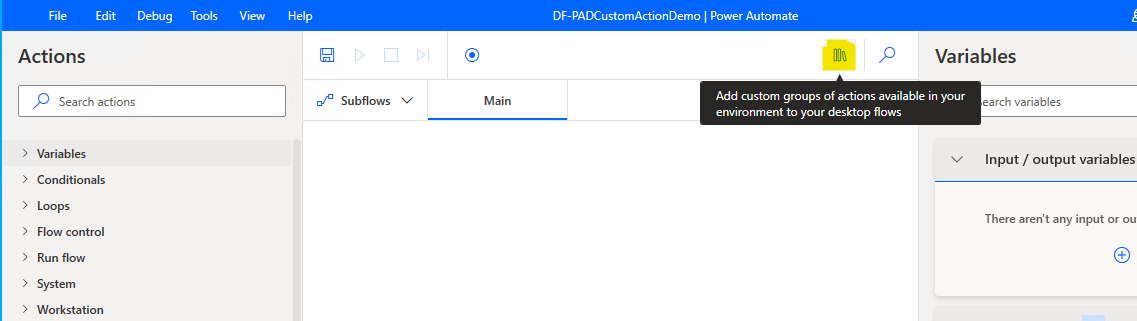 File Edit Debug Tools View Help DF-PADCustomActionDemo | Power Automate
Actions
Variables
Search actions
Subflows
Main
Add custom groups of actions available in your
environment to your desktop flows
Search variables
Variables
Conditionals
Loops
Flow control
Run flow
System
Workstation
Input / output variables
There aren't any input or ou